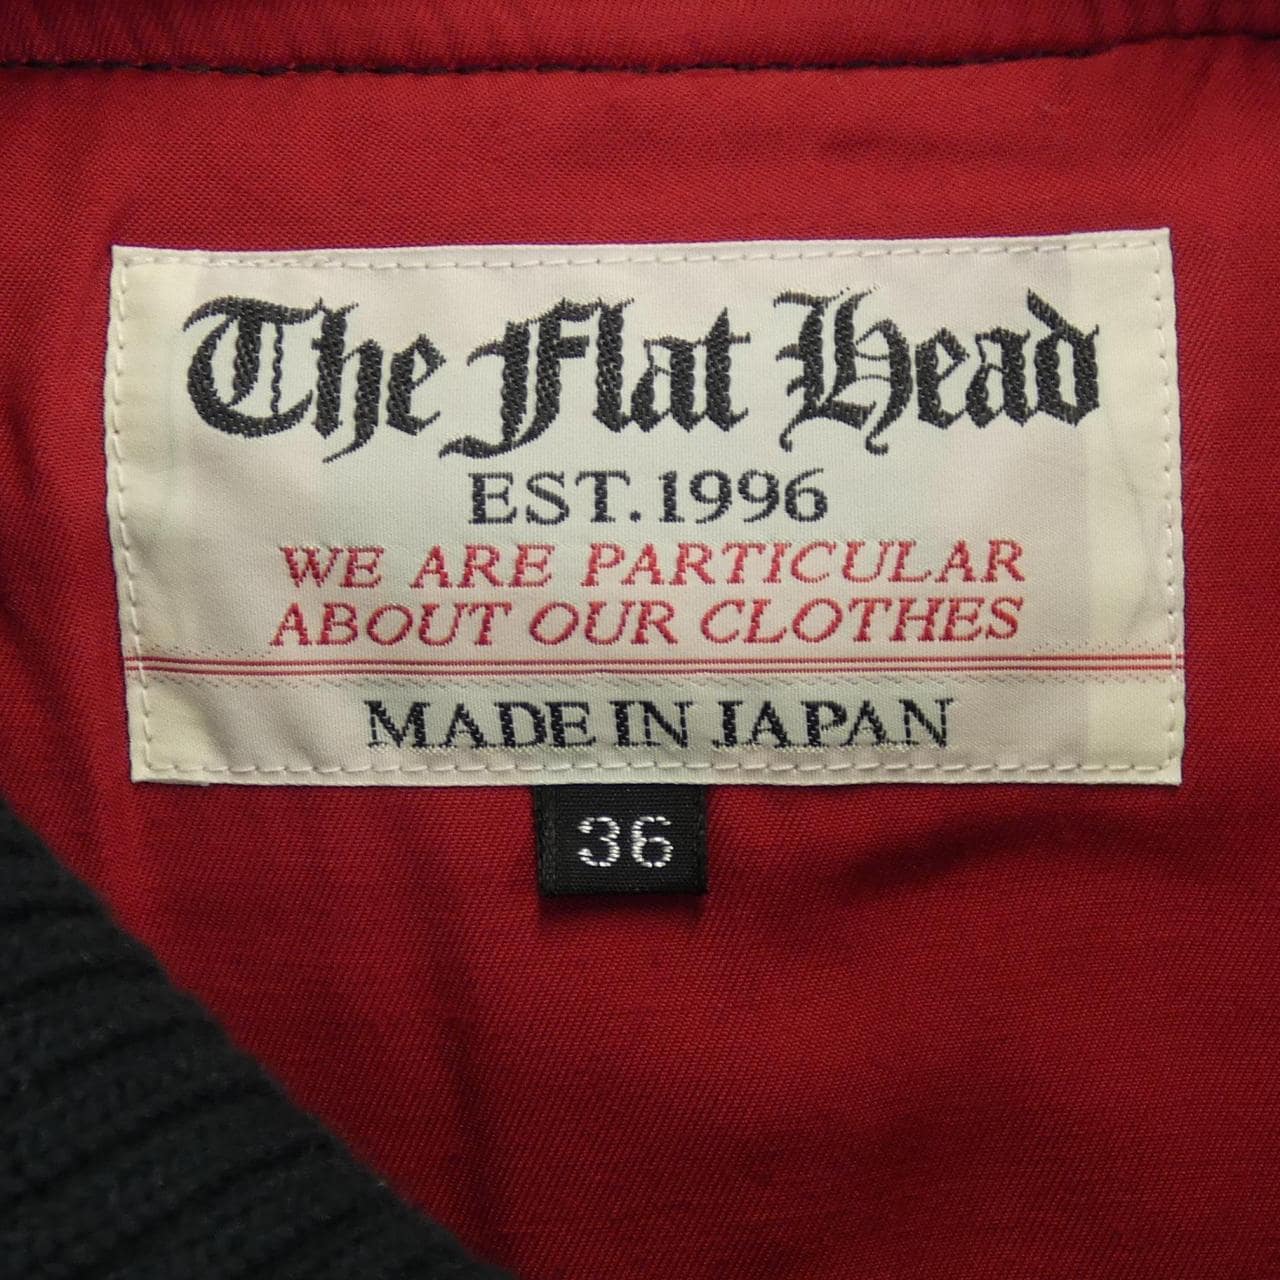 The Flat Head
EST.1996
WE ARE PARTICULAR
ABOUT OUR CLOTHES
MADE IN JAPAN
36